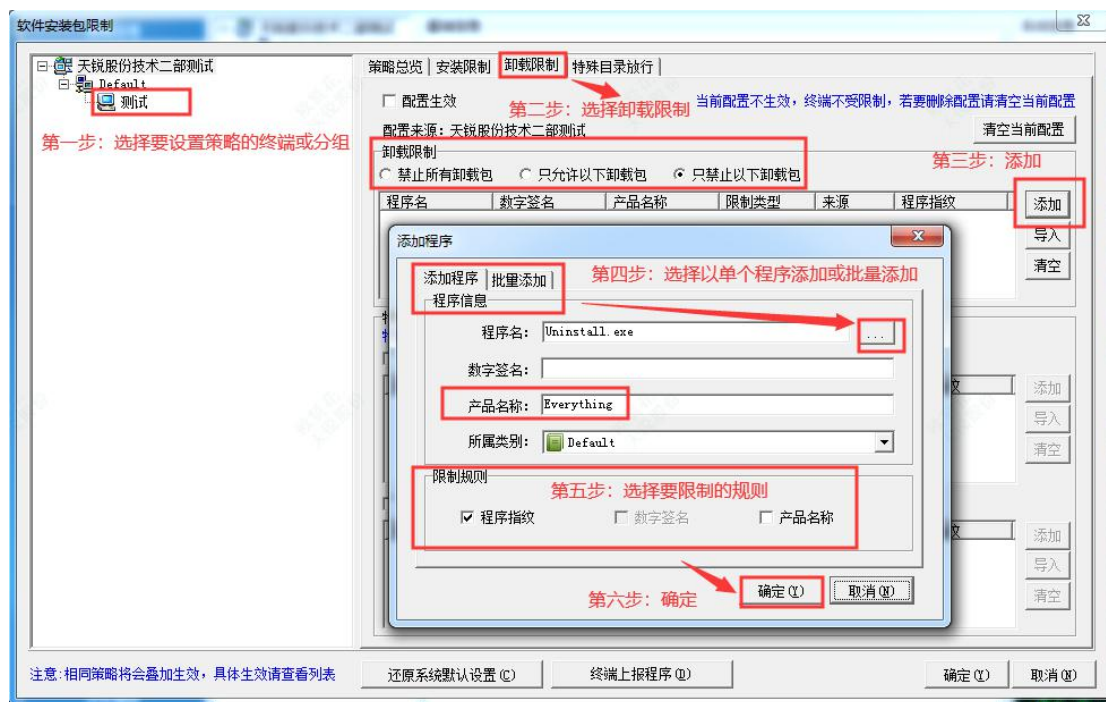 软件安装包限制
天锐股份技术二部测试
Default
测试
第一步：选择要设置策略的终端或分组
策略总览 安装限制 卸载限制 特殊目录放行
配置生效
第二步：选择卸载限制
当前配置不生效，终端不受限制，若要删除配置请清空当前配置
配置来源：天锐股份技术二部测试
清空当前配置
卸载限制
第三步：添加
禁止所有卸载包 只允许以下卸载包 只禁止以下卸载包
程序名 数字签名 产品名称 限制类型 来源 程序指纹
添加
导入
清空
添加程序
添加程序 批量添加
第四步：选择以单个程序添加或批量添加
程序信息
程序名： Uninstall.exe ...
数字签名：
产品名称： Everything
所属类别： Default
添加
导入
清空
限制规则
第五步：选择要限制的规则
程序指纹 数字签名 产品名称
添加
导入
清空
第六步：确定
确定(Y) 取消(N)
注意:相同策略将会叠加生效，具体生效请查看列表
还原系统默认设置(C) 终端上报程序(D) 确定(Y) 取消(N)